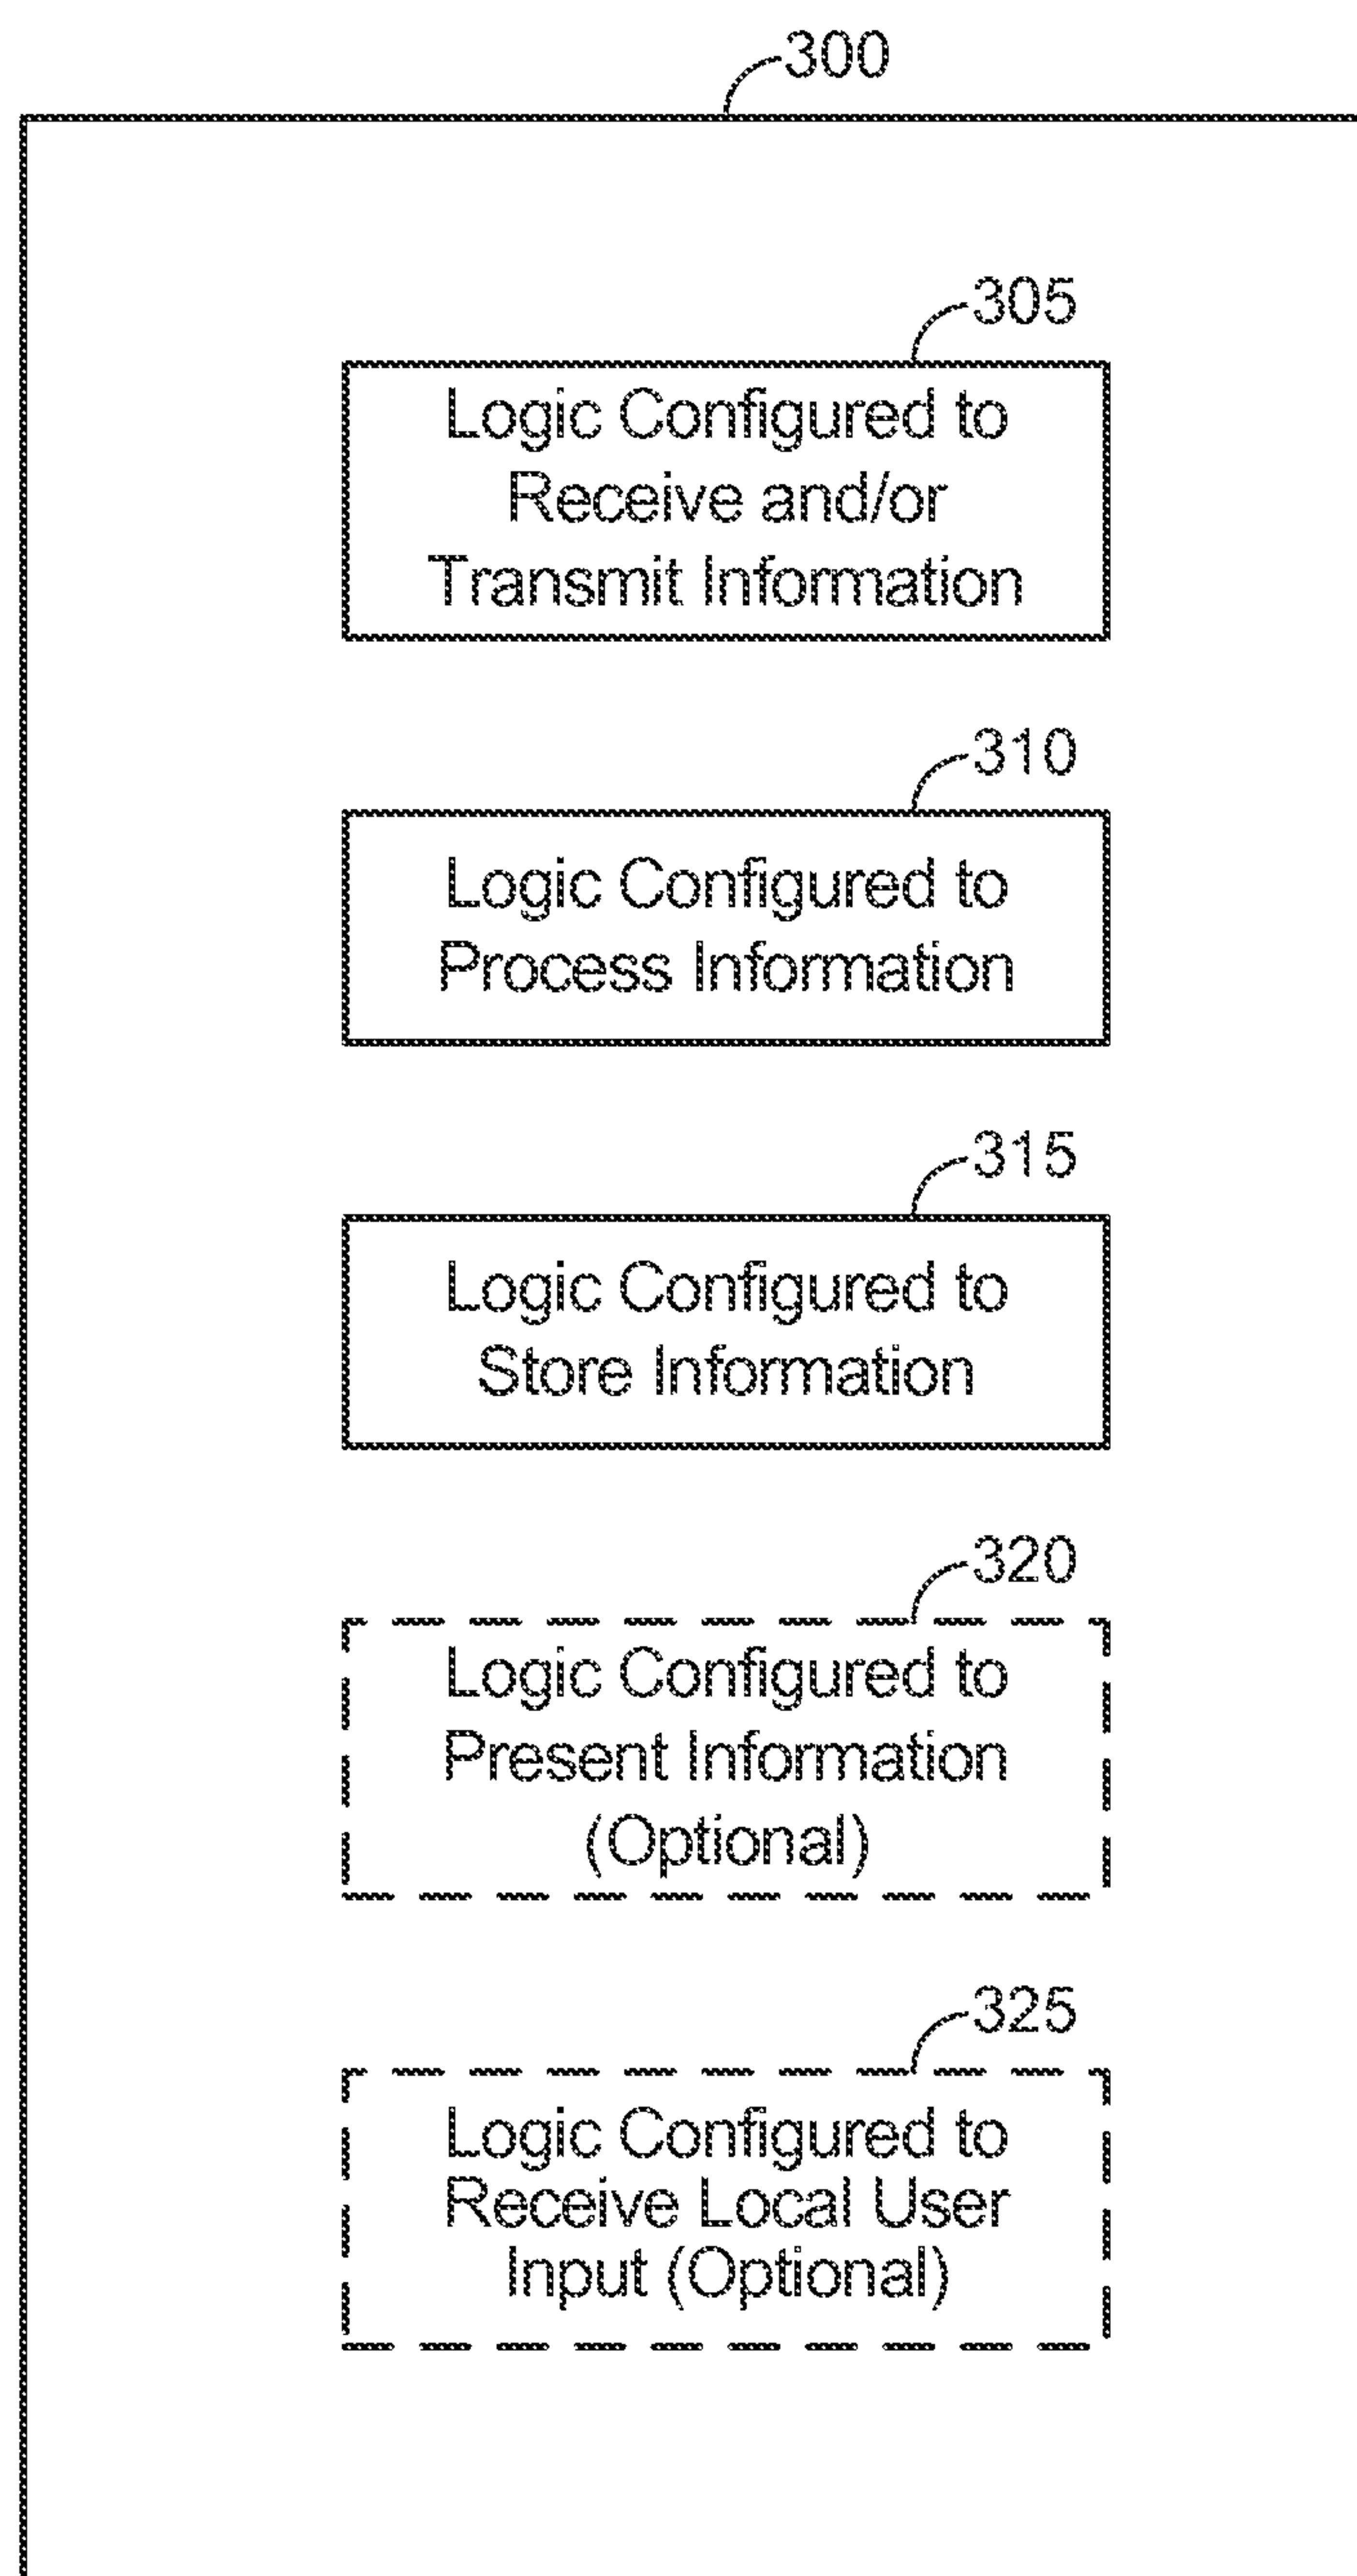 300
305
Logic Configured to
Receive and/or
Transmit Information
310
Logic Configured to
Process Information
315
Logic Configured to
Store Information
320
Logic Configured to
Present Information
(Optional)
325
Logic Configured to
Receive Local User
Input (Optional)